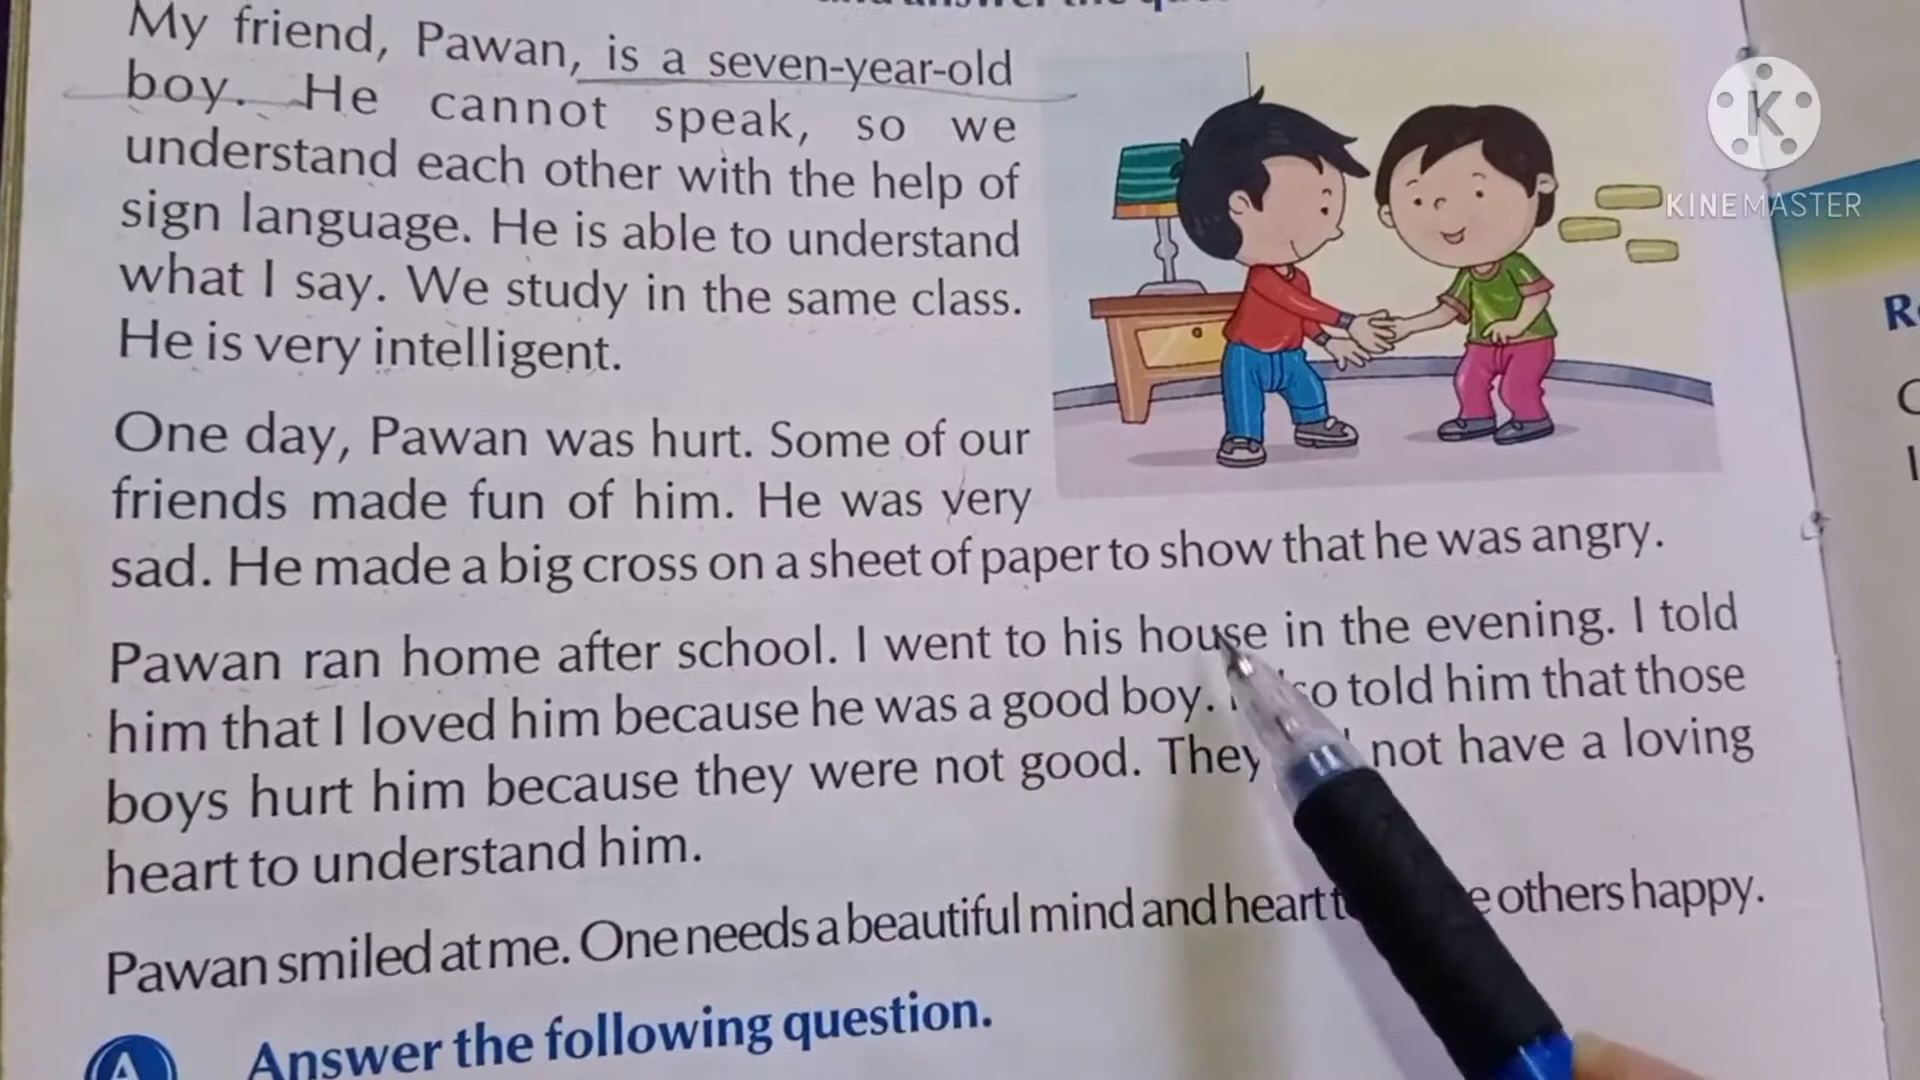 and answer the
My friend, Pawan, is a seven-year-old
boy. He cannot speak, so we
understand each other with the help of
sign language. He is able to understand
what I say. We study in the same class.
He is very intelligent.
One day, Pawan was hurt. Some of our
friends made fun of him. He was very
sad. He made a big cross on a sheet of paper to show that he was angry.
Pawan ran home after school. I went to his house in the evening. I told
him that I loved him because he was a good boy. told him that those
boys hurt him because they were not good. They not have a loving
heart to understand him.
Pawan smiled at me. One needs a beautiful mind and heart others happy.
A Answer the following question.
K
KINEMASTER